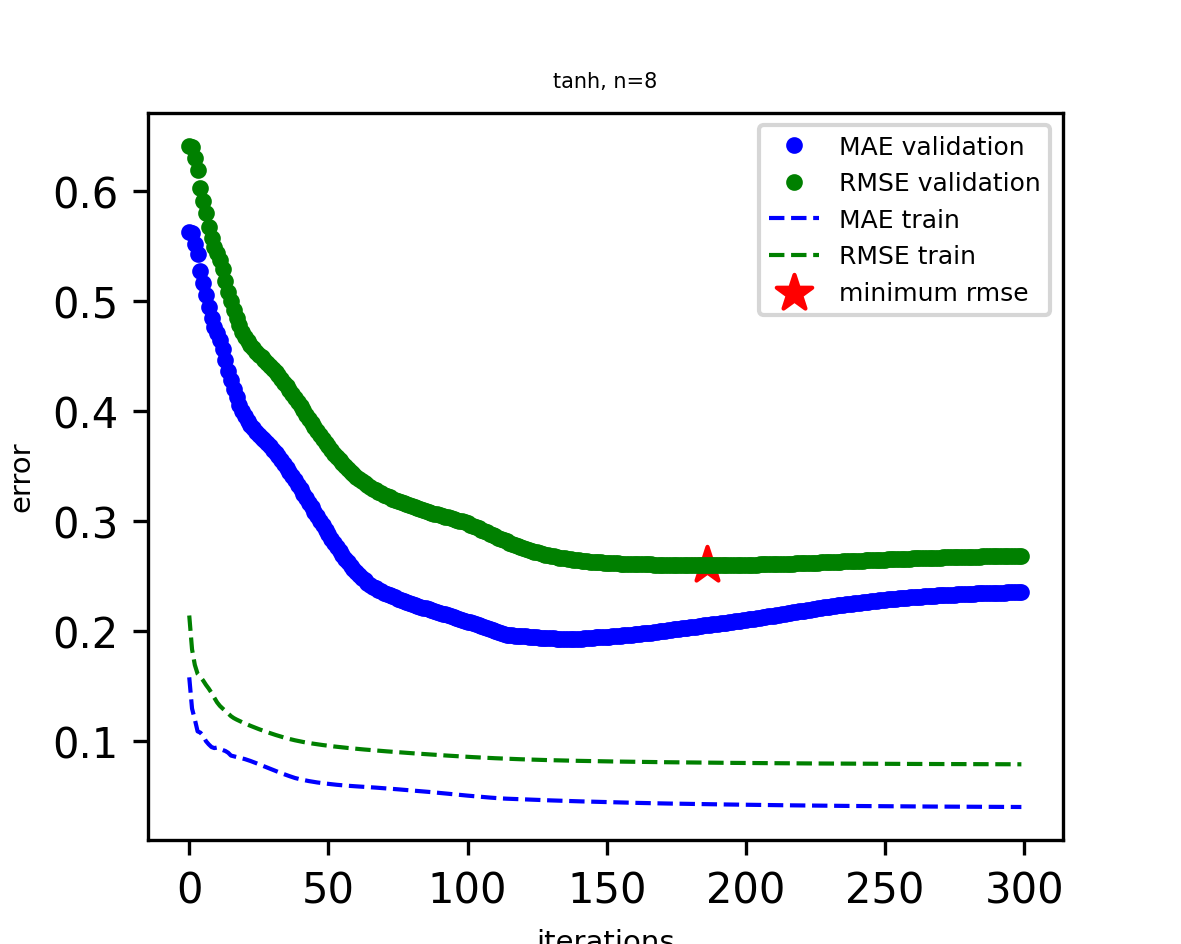 tanh, n=8
MAE validation
RMSE validation
MAE train
RMSE train
minimum rmse
error
0.6
0.5
0.4
0.3
0.2
0.1
0 50 100 150 200 250 300
iterations